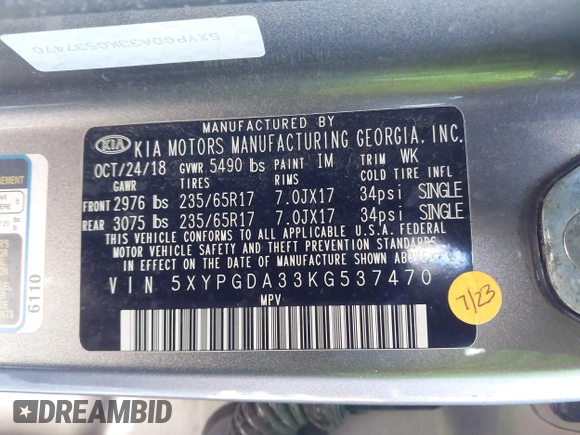 5XYPGDA33KG537470
MANUFACTURED BY
KIA KIA MOTORS MANUFACTURING GEORGIA, INC.
OCT/24/18 GVWR 5490 lbs PAINT IM TRIM WK
GAWR TIRES RIMS COLD TIRE INFL
FRONT 2976 lbs 235/65R17 7.0JX17 34psi SINGLE
REAR 3075 lbs 235/65R17 7.0JX17 34psi SINGLE
THIS VEHICLE CONFORMS TO ALL APPLICABLE U.S.A. FEDERAL
MOTOR VEHICLE SAFETY AND THEFT PREVENTION STANDARDS
IN EFFECT ON THE DATE OF MANUFACTURE SHOWN ABOVE.
VIN 5XYPGDA33KG537470
MPV
7/23
6110
DREAMBID